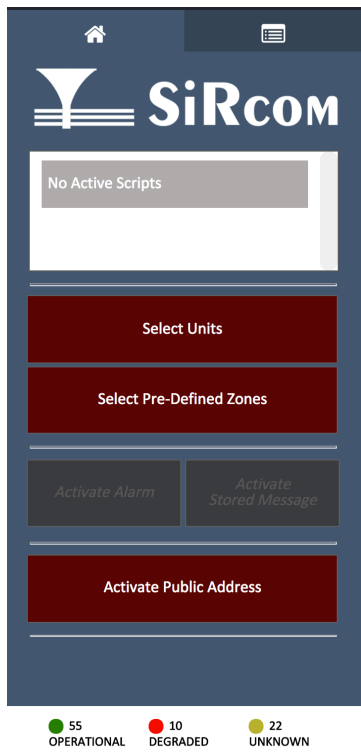 SiRcom
No Active Scripts
Select Units
Select Pre-Defined Zones
Activate Alarm
Activate
Stored Message
Activate Public Address
55
OPERATIONAL
10
DEGRADED
22
UNKNOWN